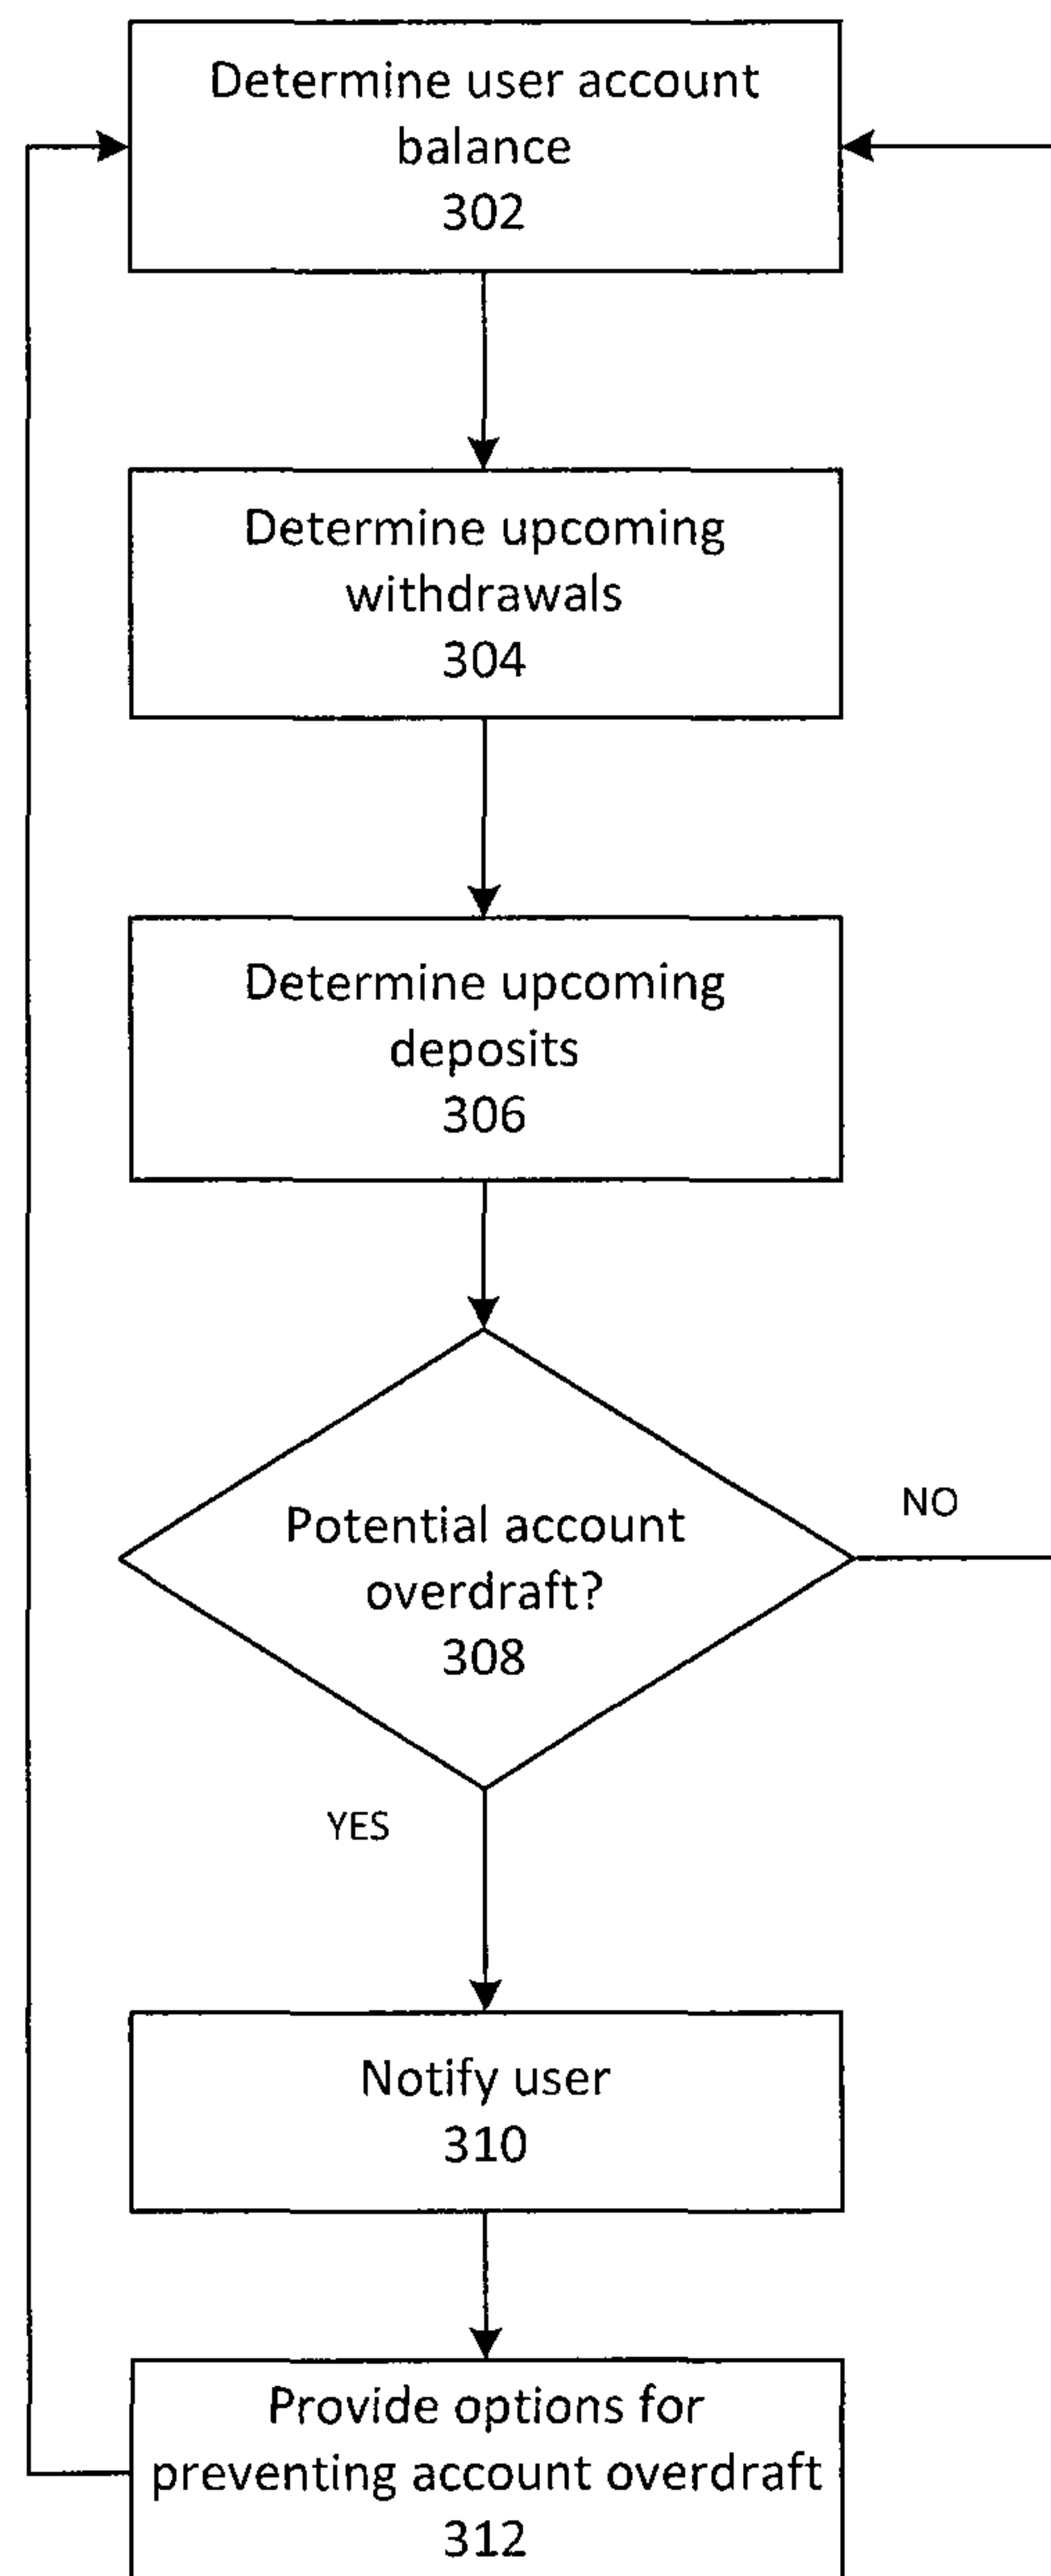 Determine user account
balance
302
Determine upcoming
withdrawals
304
Determine upcoming
deposits
306
Potential account
overdraft?
308
NO
YES
Notify user
310
Provide options for
preventing account overdraft
312